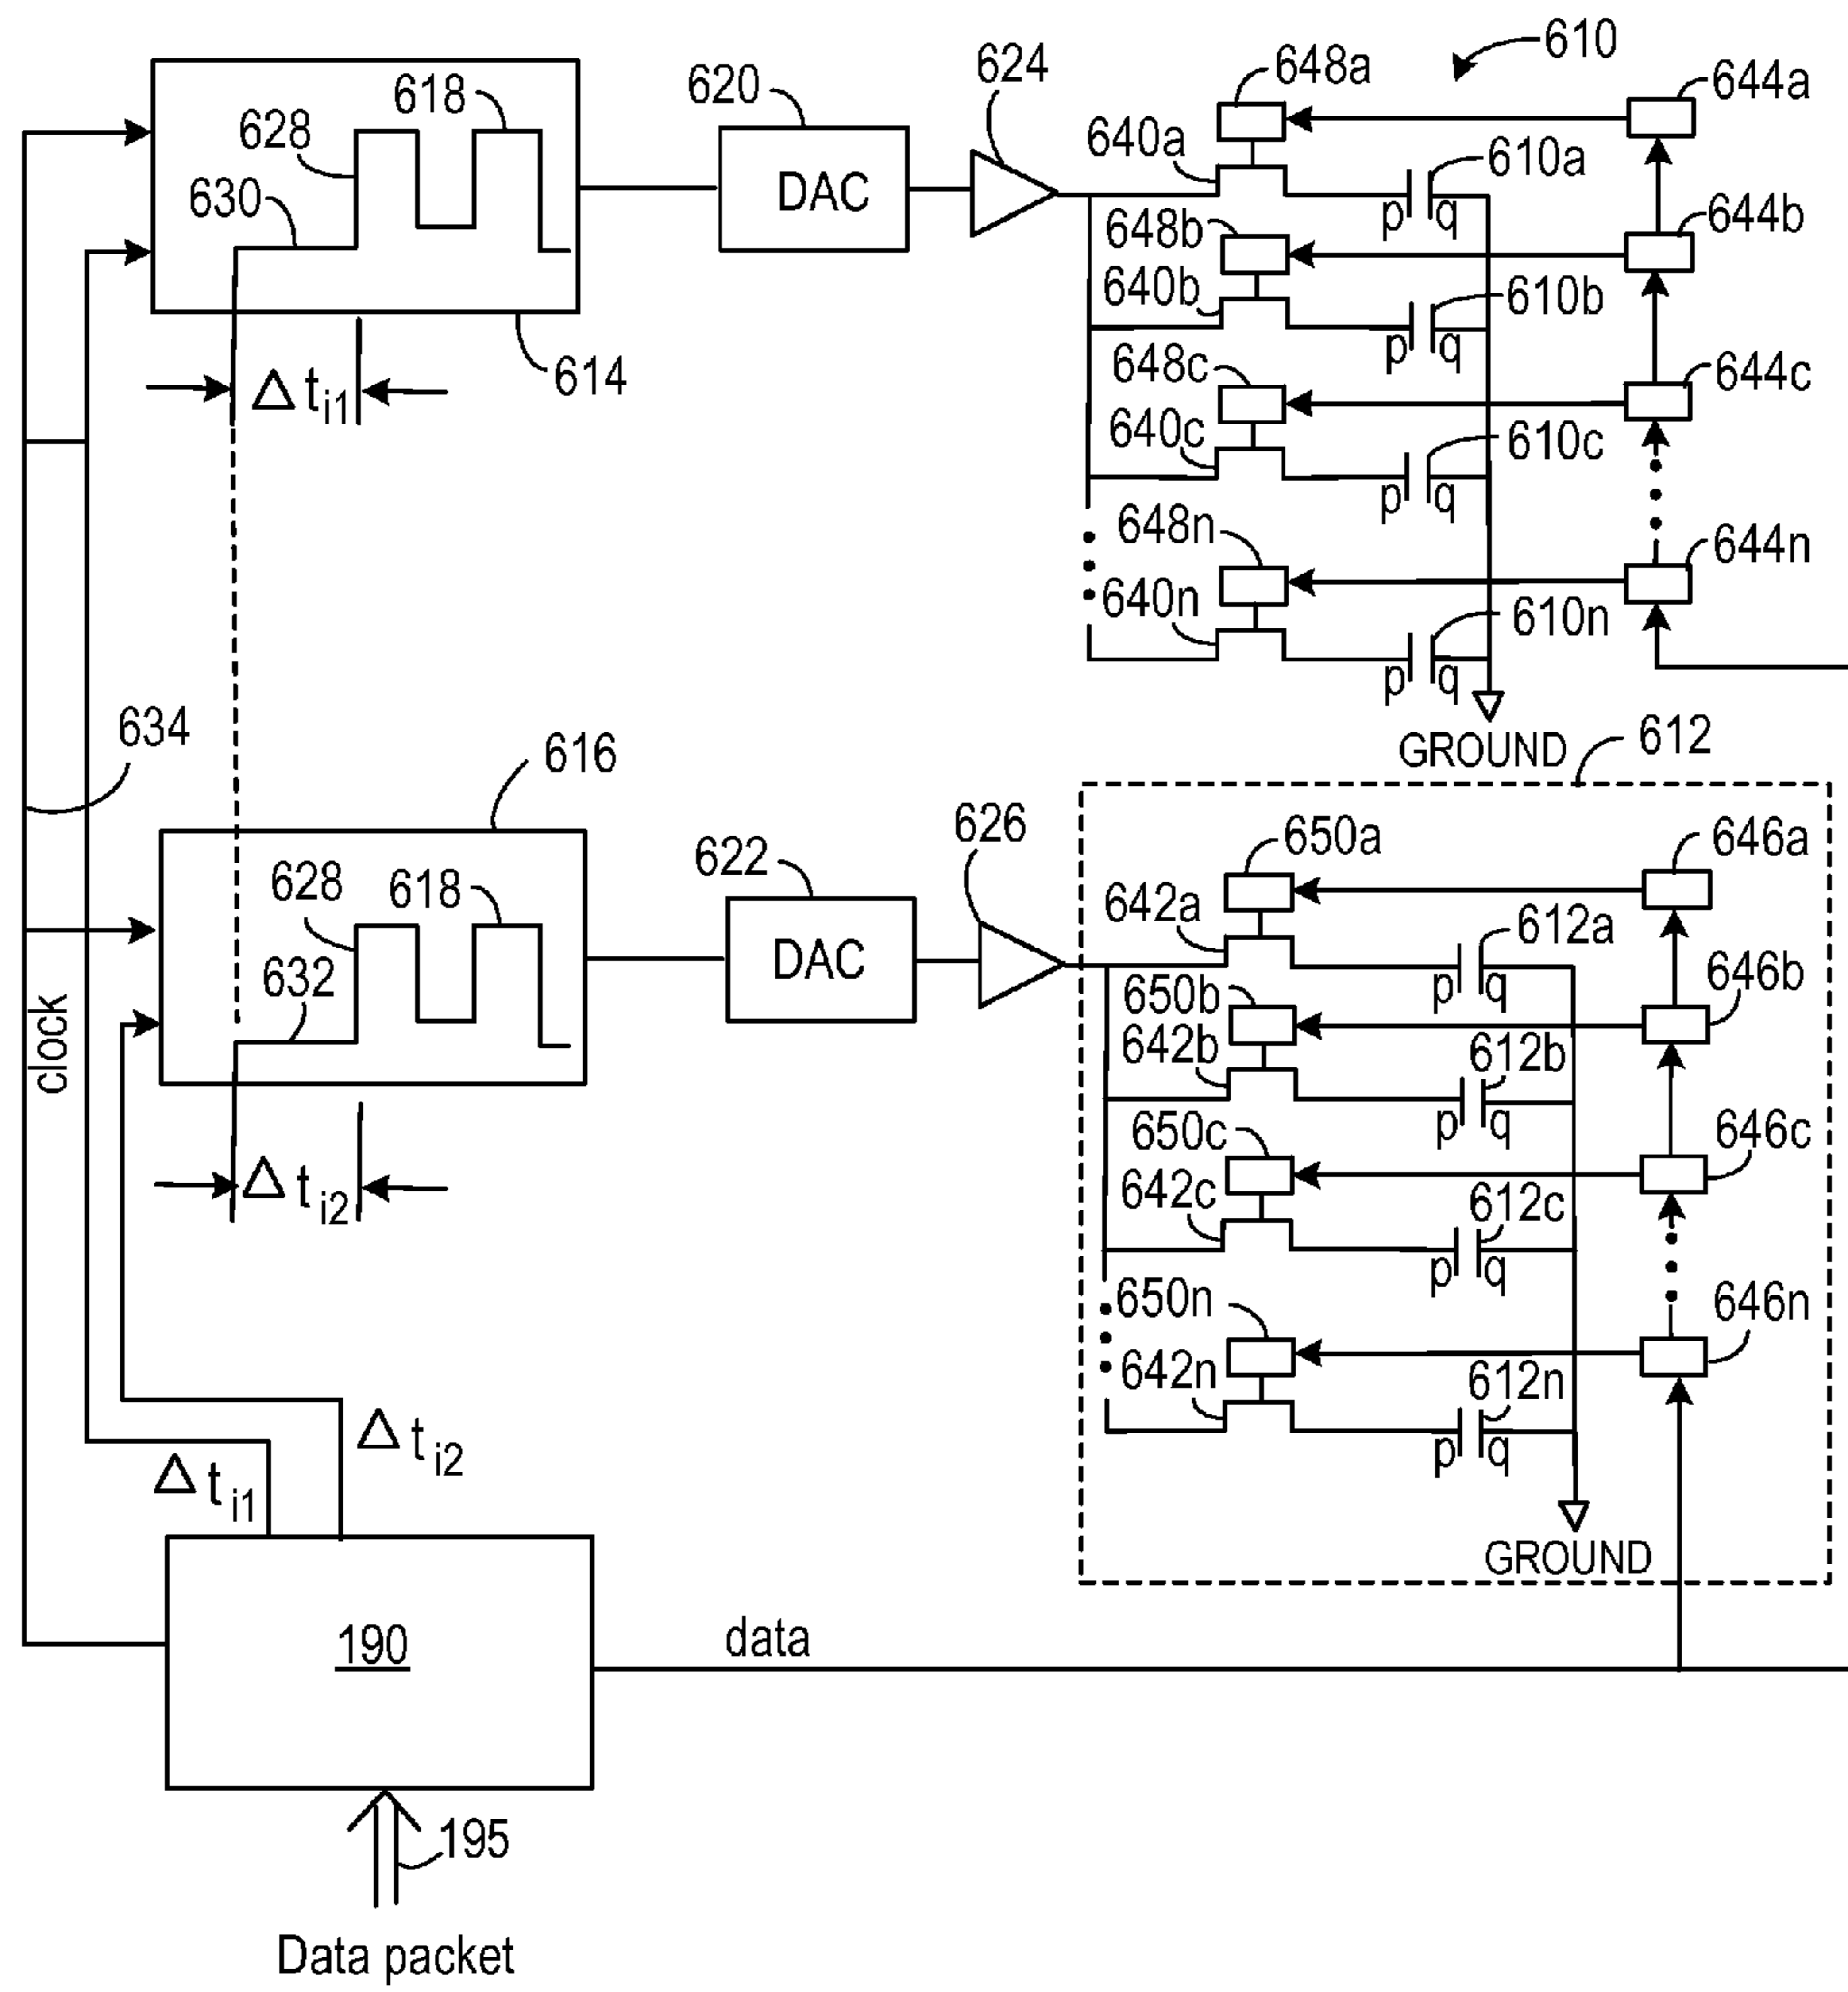 610
648a
644a
624
620
618
628
640a
610a
DAC
630
648b
644b
640b
610b
p q
Δ ti1
614
648c
644c
640c
610c
p q
p q
648n
644n
640n
610n
p q
634
616
GROUND
612
626
650a
646a
622
628
618
642a
612a
DAC
632
650b
646b
p q
clock
642b
612b
p q
650c
646c
Δ ti2
642c
612c
p q
650n
646n
642n
612n
p q
Δ ti2
Δ ti1
GROUND
190
data
195
Data packet